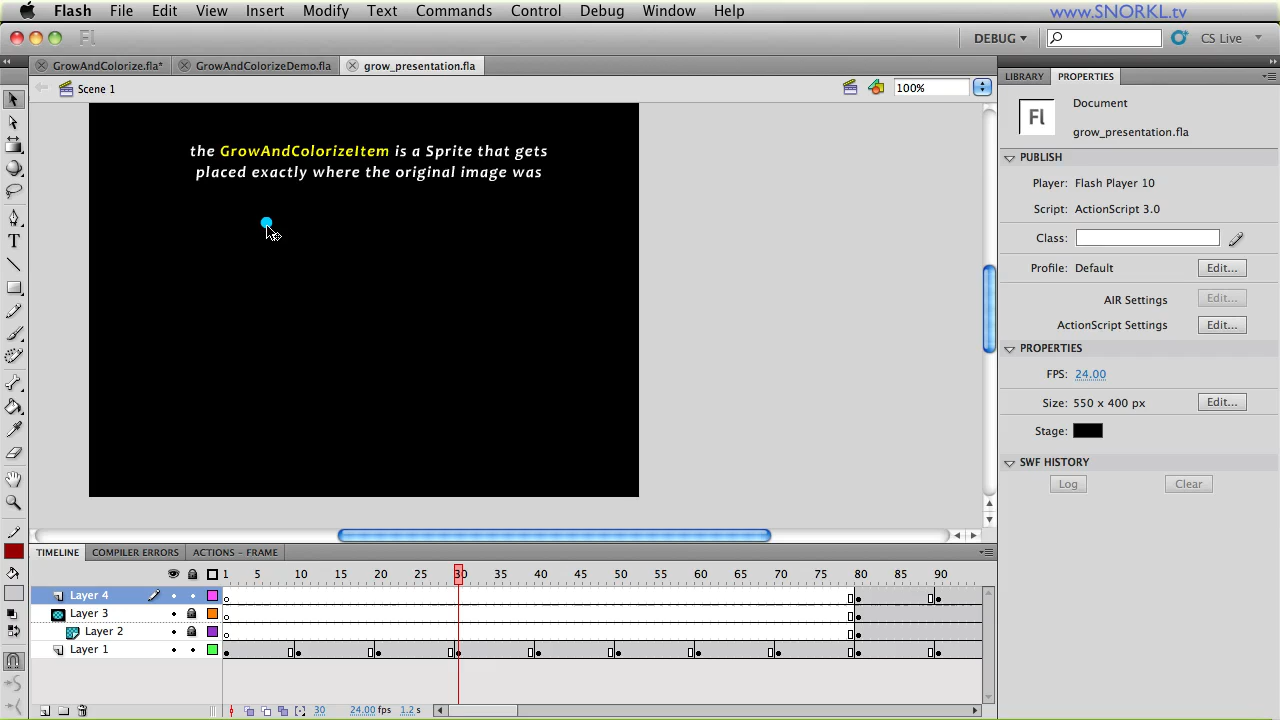 Flash File Edit View Insert Modify Text Commands Control Debug Window Help
www.SNORKL.tv
Fl DEBUG CS Live
GrowAndColorize.fla* GrowAndColorizeDemo.fla grow_presentation.fla
Scene 1 100%
the GrowAndColorizeItem is a Sprite that gets
placed exactly where the original image was
LIBRARY PROPERTIES
Fl Document
grow_presentation.fla
PUBLISH
Player: Flash Player 10
Script: ActionScript 3.0
Class:
Profile: Default Edit...
AIR Settings Edit...
ActionScript Settings Edit...
PROPERTIES
FPS: 24.00
Size: 550 x 400 px Edit...
Stage:
SWF HISTORY
Log Clear
TIMELINE COMPILER ERRORS ACTIONS - FRAME
1 5 10 15 20 25 30 35 40 45 50 55 60 65 70 75 80 85 90
Layer 4
Layer 3
Layer 2
Layer 1
30 24.00 fps 1.2 s